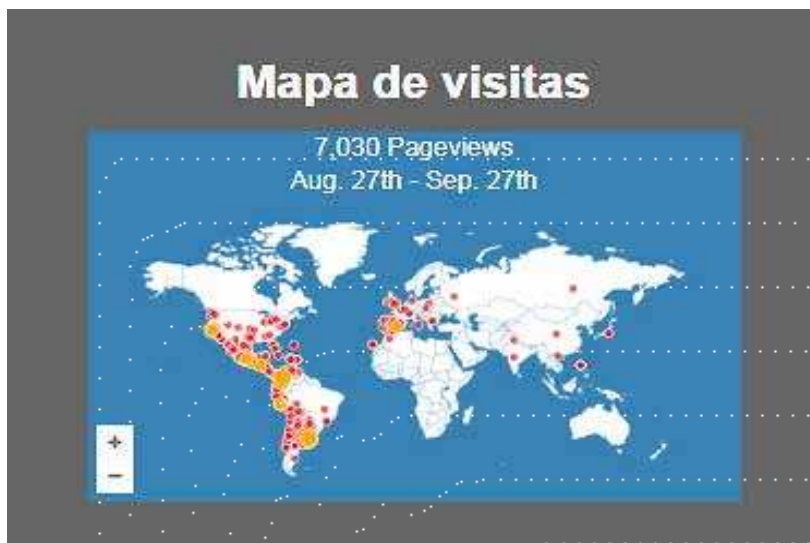 Mapa de visitas
7,030 Pageviews
Aug. 27th - Sep. 27th
+
−